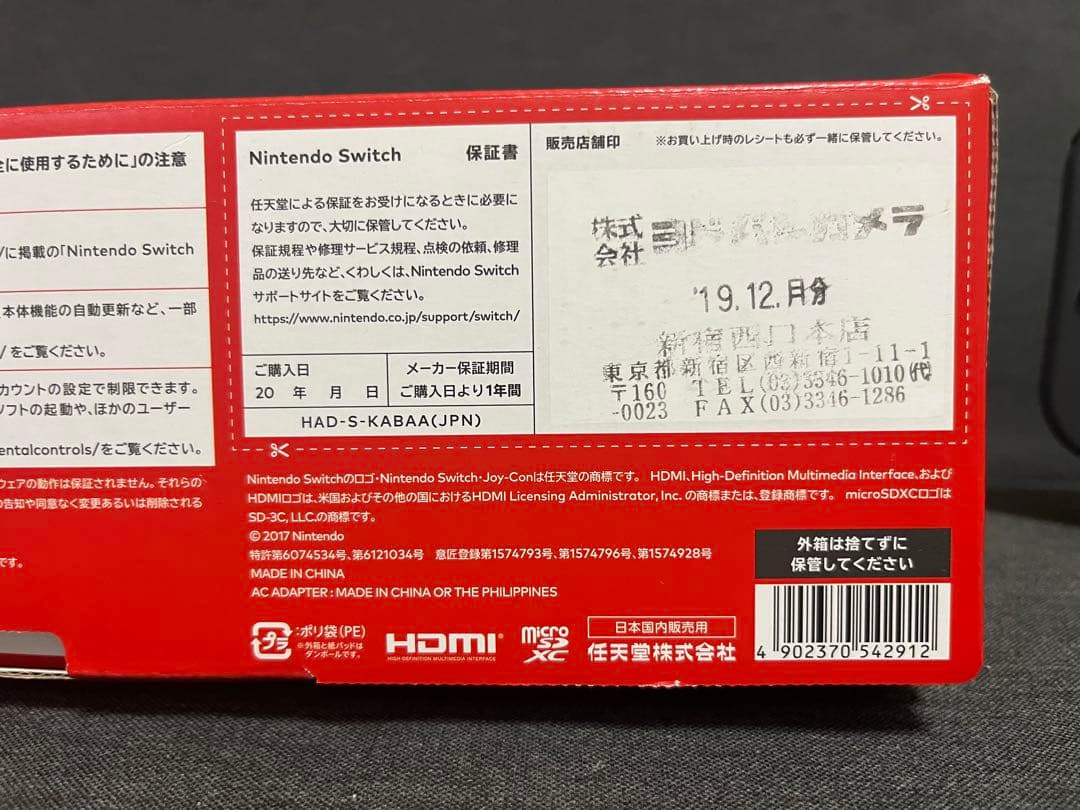 全に使用するために」の注意
/に掲載の「Nintendo Switch
本体機能の自動更新など、一部
/ をご覧ください。
カウントの設定で制限できます。
ソフトの起動や、ほかのユーザー
entalcontrols/をご覧ください。
ウェアの動作は保証されません。それらの
の告知や同意なく変更あるいは削除される
です。
Nintendo Switch 保証書
任天堂による保証をお受けになるときに必要に
なりますので、大切に保管してください。
保証規程や修理サービス規程、点検の依頼、修理
品の送り先など、くわしくは、Nintendo Switch
サポートサイトをご覧ください。
https://www.nintendo.co.jp/support/switch/
ご購入日
20 年 月 日
メーカー保証期間
ご購入日より1年間
HAD-S-KABAA(JPN)
販売店舗印 ※お買い上げ時のレシートも必ず一緒に保管してください。
株式会社 ヨドバシカメラ
'19.12.月分
新宿西口本店
東京都新宿区西新宿1-11-1
〒160 TEL(03)3346-1010代
-0023 FAX(03)3346-1286
Nintendo Switchのロゴ・Nintendo Switch・Joy-Conは任天堂の商標です。 HDMI、High-Definition Multimedia Interface、および
HDMIロゴは、米国およびその他の国におけるHDMI Licensing Administrator, Inc. の商標または、登録商標です。 microSDXCロゴは
SD-3C, LLC.の商標です。
© 2017 Nintendo
特許第6074534号、第6121034号 意匠登録第1574793号、第1574796号、第1574928号
MADE IN CHINA
AC ADAPTER : MADE IN CHINA OR THE PHILIPPINES
プラ
:ポリ袋(PE)
※外箱と紙パッドは
ダンボールです。
HDMI®
HIGH-DEFINITION MULTIMEDIA INTERFACE
micro
SD
XC
日本国内販売用
任天堂株式会社
外箱は捨てずに
保管してください
4 902370 542912